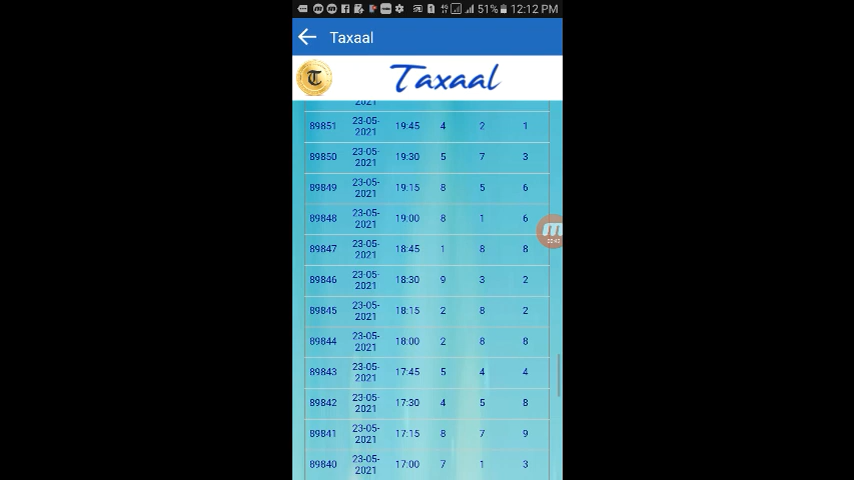 51% 12:12 PM
Taxaal
T Taxaal
2021
89851 23-05-2021 19:45 4 2 1
89850 23-05-2021 19:30 5 7 3
89849 23-05-2021 19:15 8 5 6
89848 23-05-2021 19:00 8 1 6
89847 23-05-2021 18:45 1 8 8
89846 23-05-2021 18:30 9 3 2
89845 23-05-2021 18:15 2 8 2
89844 23-05-2021 18:00 2 8 8
89843 23-05-2021 17:45 5 4 4
89842 23-05-2021 17:30 4 5 8
89841 23-05-2021 17:15 8 7 9
89840 23-05-2021 17:00 7 1 3